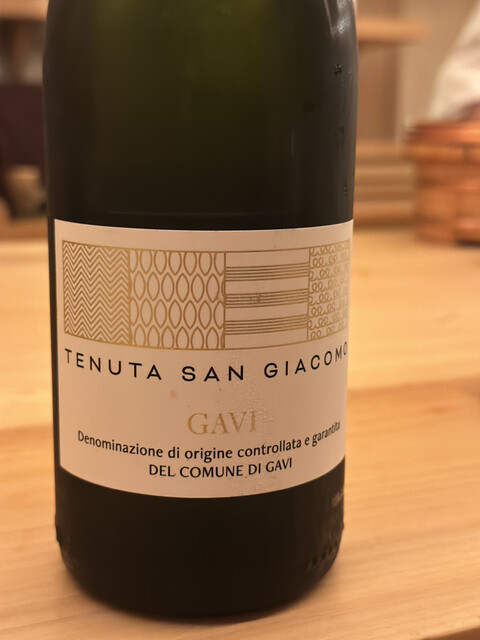 TENUTA SAN GIACOMO
GAVI
Denominazione di origine controllata e garantita
DEL COMUNE DI GAVI